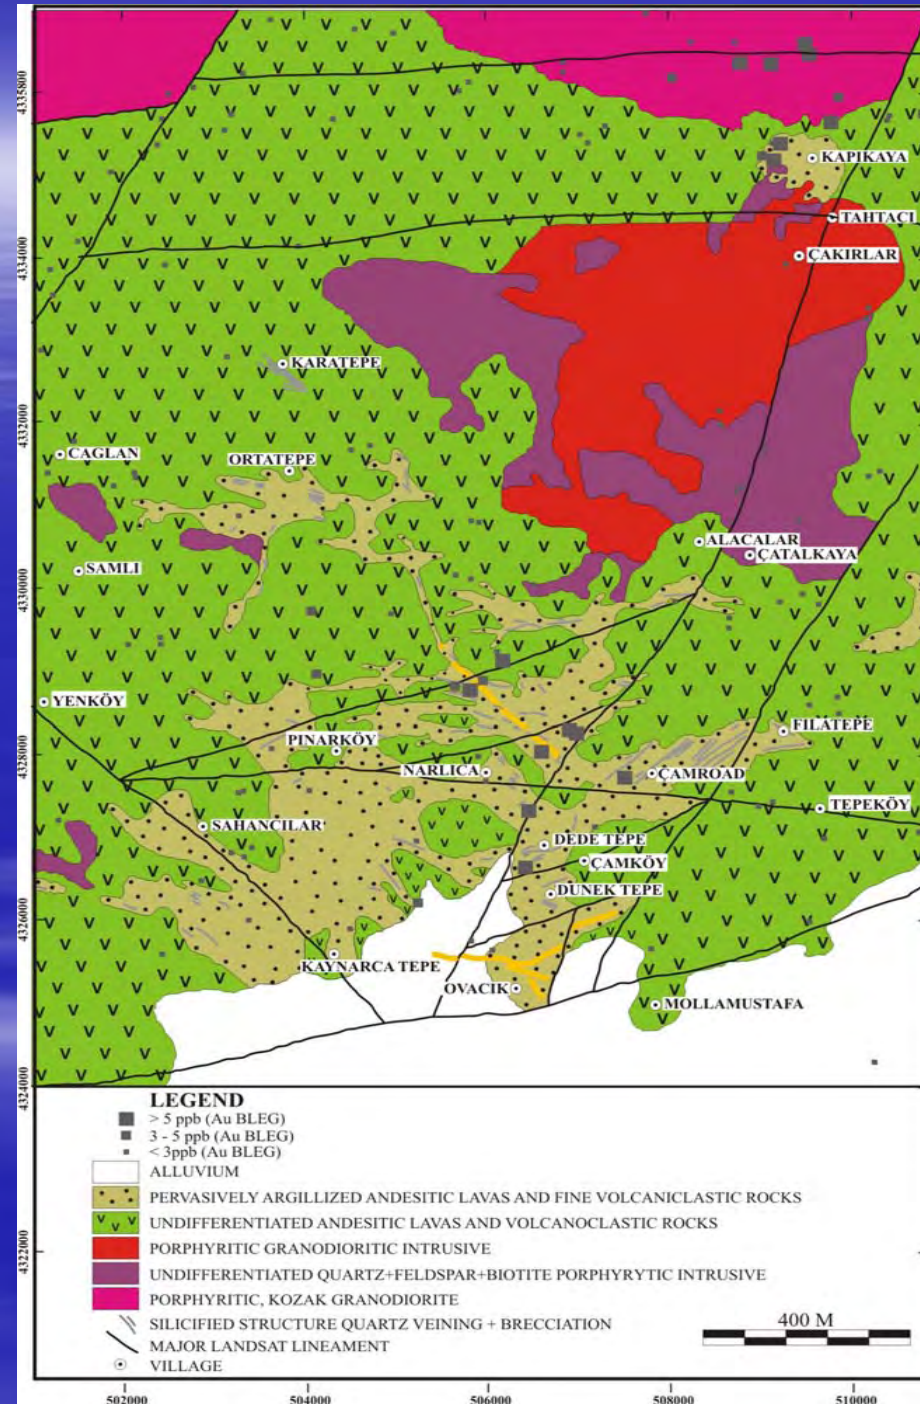 4335800
KAPIKAYA
TAHTACI
4334000
ÇAKIRLAR
KARATEPE
4332000
CAGLAN
ORTATEPE
ALACALAR
ÇATALKAYA
SAMLI
4330000
YENKÖY
FILATEPE
PINARKÖY
4328000
NARLICA
ÇAMROAD
TEPEKÖY
SAHANCILAR
DEDE TEPE
ÇAMKÖY
DUNEK TEPE
4326000
KAYNARCA TEPE
OVACIK
MOLLAMUSTAFA
4324000
LEGEND
> 5 ppb (Au BLEG)
3 - 5 ppb (Au BLEG)
< 3ppb (Au BLEG)
ALLUVIUM
PERVASIVELY ARGILLIZED ANDESITIC LAVAS AND FINE VOLCANICLASTIC ROCKS
UNDIFFERENTIATED ANDESITIC LAVAS AND VOLCANOCLASTIC ROCKS
PORPHYRITIC GRANODIORITIC INTRUSIVE
4322000
UNDIFFERENTIATED QUARTZ+FELDSPAR+BIOTITE PORPHYRYTIC INTRUSIVE
PORPHYRITIC, KOZAK GRANODIORITE
SILICIFIED STRUCTURE QUARTZ VEINING + BRECCIATION
400 M
MAJOR LANDSAT LINEAMENT
VILLAGE
502000 504000 506000 508000 510000